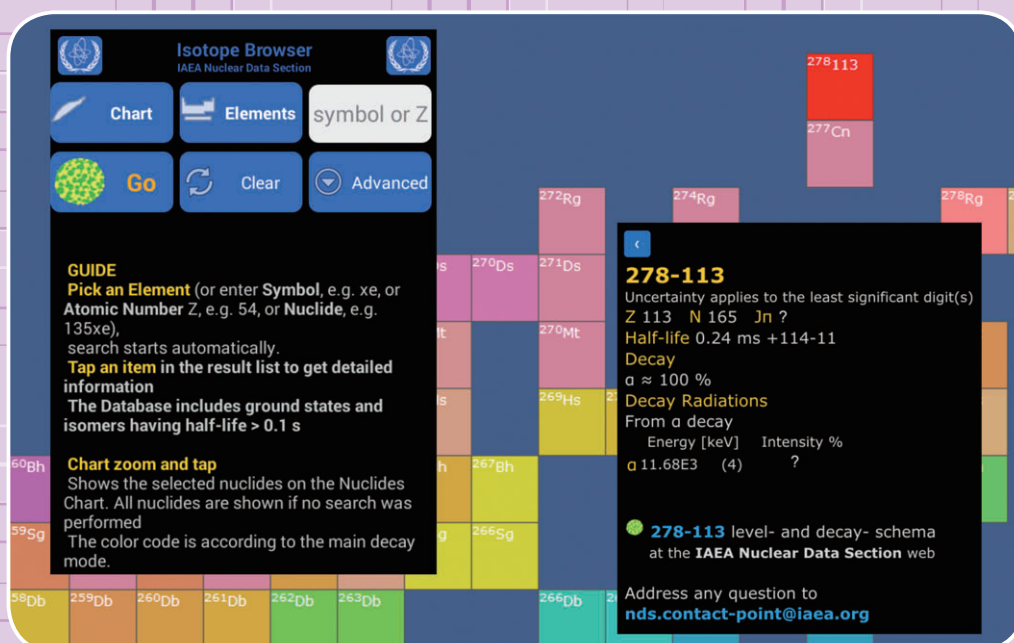 Isotope Browser
IAEA Nuclear Data Section
Chart
Elements
symbol or Z
Go
Clear
Advanced
GUIDE
Pick an Element (or enter Symbol, e.g. xe, or
Atomic Number Z, e.g. 54, or Nuclide, e.g.
135xe),
search starts automatically.
Tap an item in the result list to get detailed
information
The Database includes ground states and
isomers having half-life > 0.1 s
Chart zoom and tap
Shows the selected nuclides on the Nuclides
Chart. All nuclides are shown if no search was
performed
The color code is according to the main decay
mode.
278113
277Cn
272Rg
274Rg
278Rg
270Ds
271Ds
270Mt
269Hs
60Bh
267Bh
59Sg
266Sg
58Db
259Db
260Db
261Db
262Db
263Db
266Db
278-113
Uncertainty applies to the least significant digit(s)
Z 113 N 165 Jπ ?
Half-life 0.24 ms +114-11
Decay
α ≈ 100 %
Decay Radiations
From α decay
Energy [keV] Intensity %
α 11.68E3 (4) ?
278-113 level- and decay- schema
at the IAEA Nuclear Data Section web
Address any question to
nds.contact-point@iaea.org